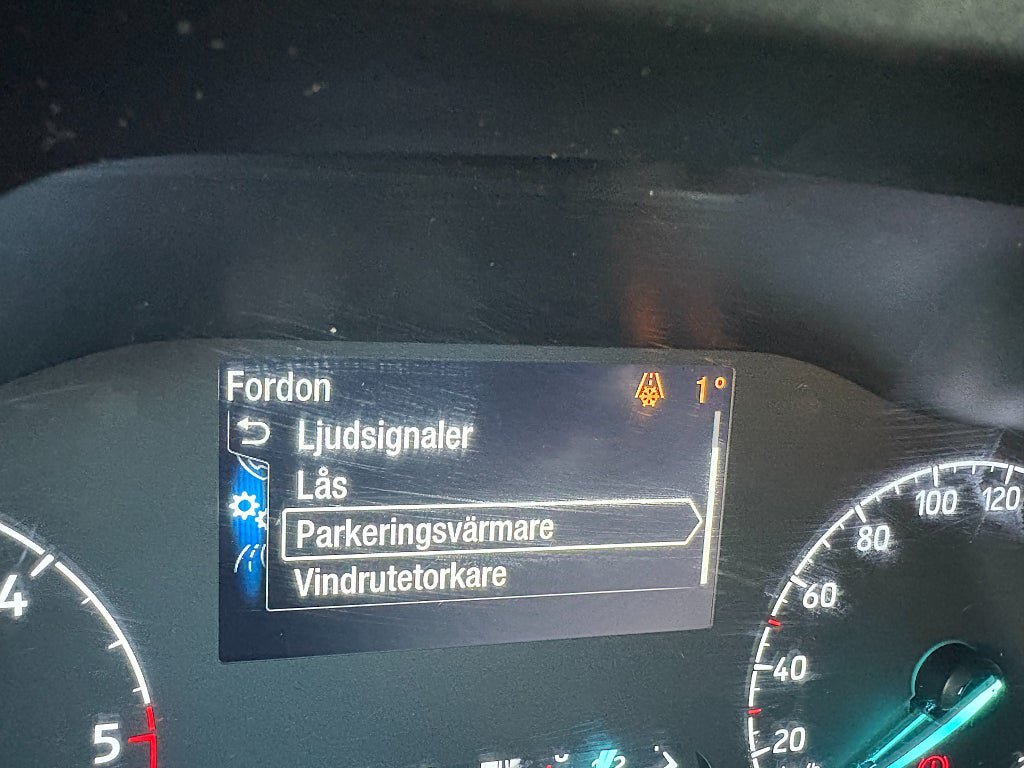 Fordon
1°
Ljudsignaler
Lås
Parkeringsvärmare
Vindrutetorkare
4
5
120
100
80
60
40
20